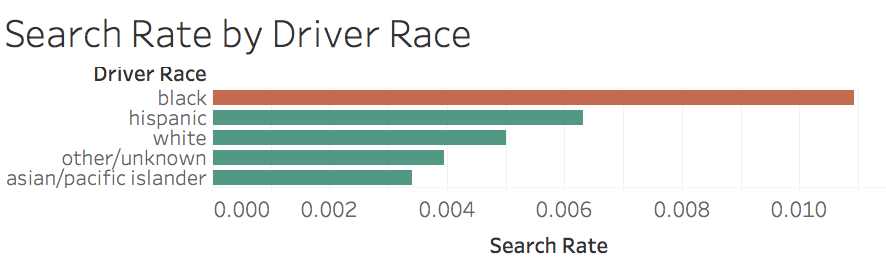 Search Rate by Driver Race
Driver Race
black
hispanic
white
other/unknown
asian/pacific islander
0.000 0.002 0.004 0.006 0.008 0.010
Search Rate